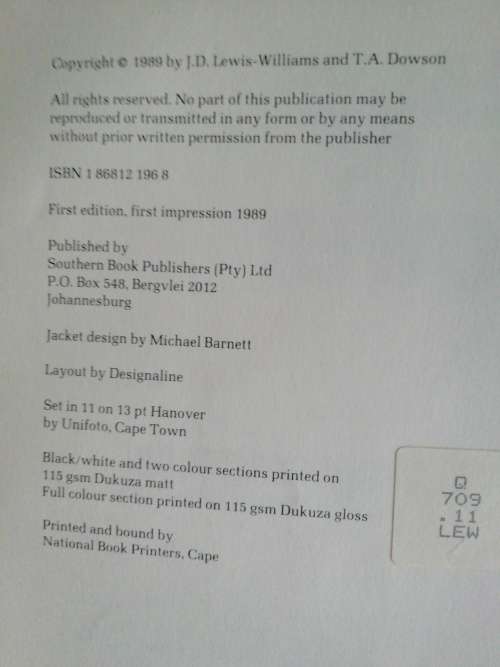 Copyright © 1989 by J.D. Lewis-Williams and T.A. Dowson
All rights reserved. No part of this publication may be
reproduced or transmitted in any form or by any means
without prior written permission from the publisher
ISBN 1 86812 196 8
First edition, first impression 1989
Published by
Southern Book Publishers (Pty) Ltd
P.O. Box 548, Bergvlei 2012
Johannesburg
Jacket design by Michael Barnett
Layout by Designaline
Set in 11 on 13 pt Hanover
by Unifoto, Cape Town
Black/white and two colour sections printed on
115 gsm Dukuza matt
Full colour section printed on 115 gsm Dukuza gloss
Printed and bound by
National Book Printers, Cape
Q
709
.11
LEW